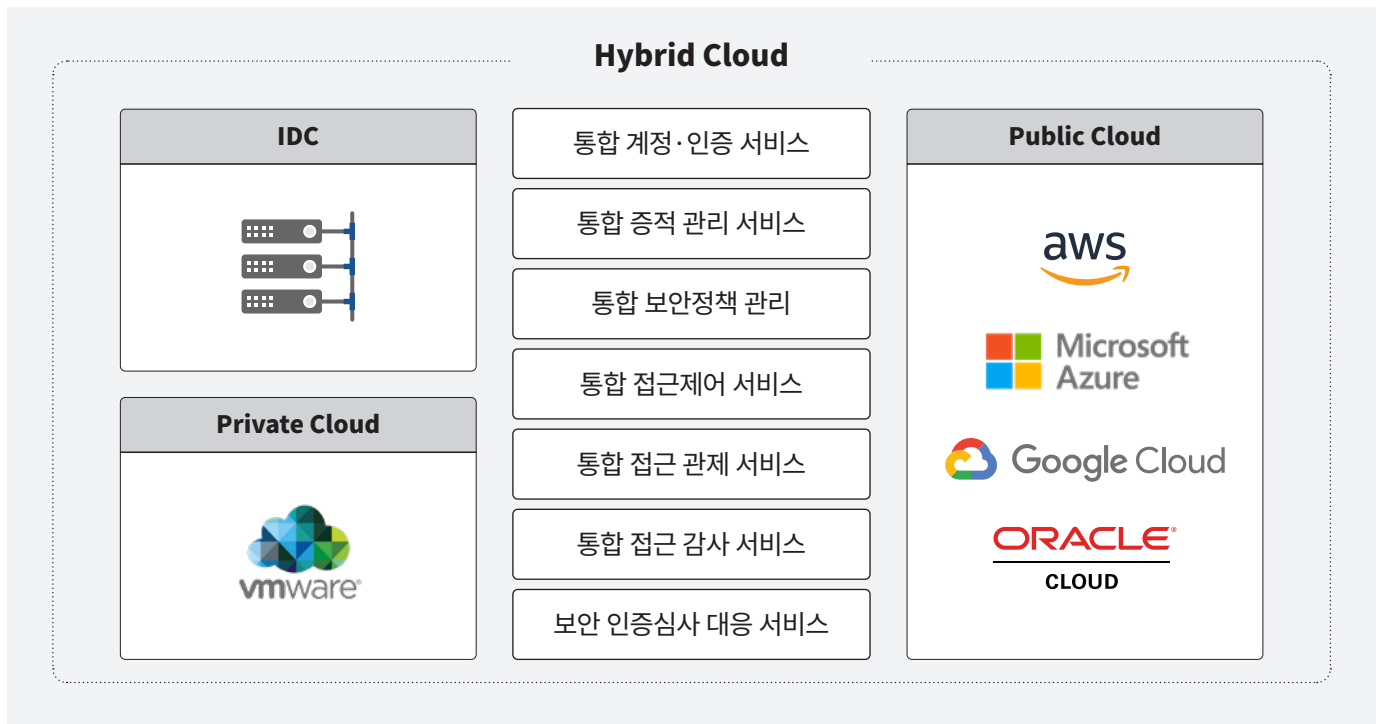 Hybrid Cloud
IDC
Private Cloud
vmware®
통합 계정·인증 서비스
통합 증적 관리 서비스
통합 보안정책 관리
통합 접근제어 서비스
통합 접근 관제 서비스
통합 접근 감사 서비스
보안 인증심사 대응 서비스
Public Cloud
aws
Microsoft
Azure
Google Cloud
ORACLE®
CLOUD